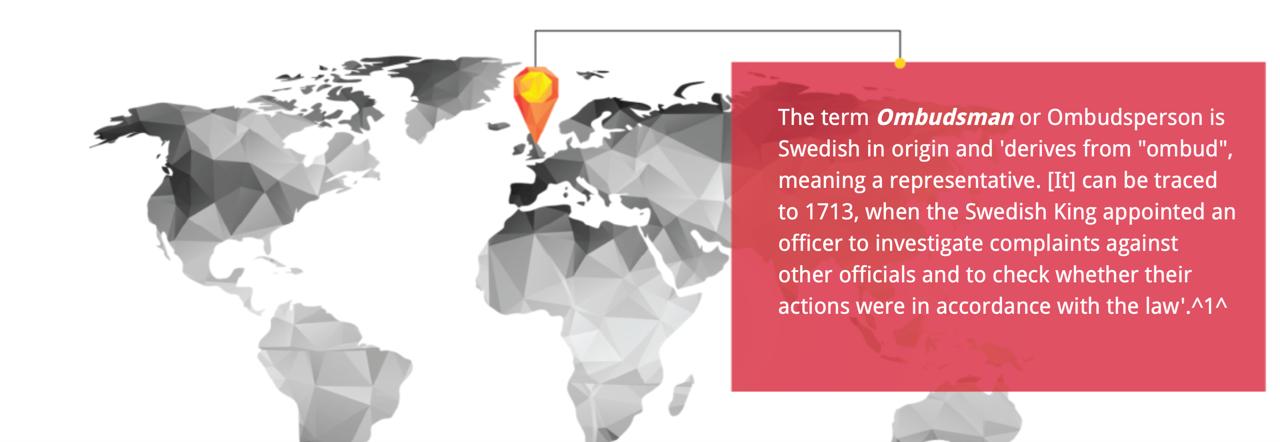 The term Ombudsman or Ombudsperson is
Swedish in origin and 'derives from "ombud",
meaning a representative. [It] can be traced
to 1713, when the Swedish King appointed an
officer to investigate complaints against
other officials and to check whether their
actions were in accordance with the law'.^1^